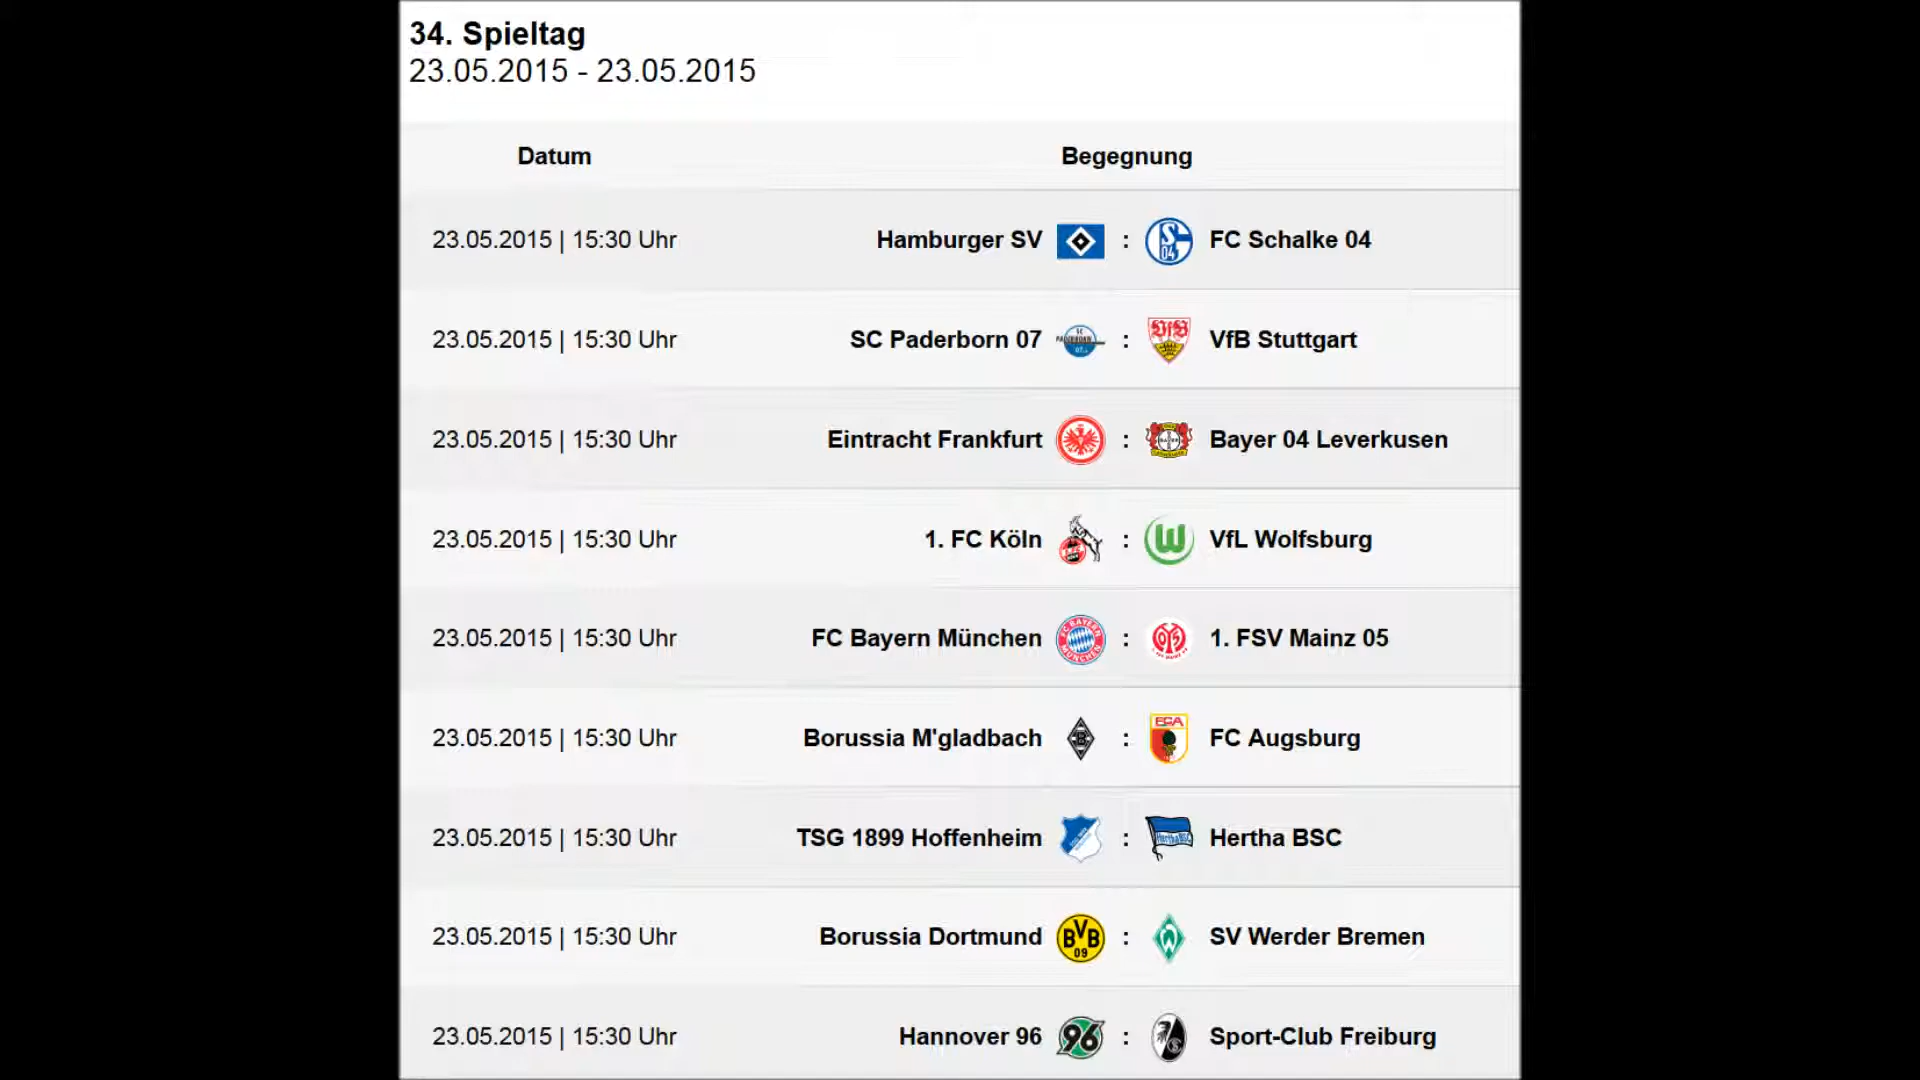 34. Spieltag
23.05.2015 - 23.05.2015
Datum Begegnung
23.05.2015 | 15:30 Uhr Hamburger SV : FC Schalke 04
23.05.2015 | 15:30 Uhr SC Paderborn 07 : VfB Stuttgart
23.05.2015 | 15:30 Uhr Eintracht Frankfurt : Bayer 04 Leverkusen
23.05.2015 | 15:30 Uhr 1. FC Köln : VfL Wolfsburg
23.05.2015 | 15:30 Uhr FC Bayern München : 1. FSV Mainz 05
23.05.2015 | 15:30 Uhr Borussia M'gladbach : FC Augsburg
23.05.2015 | 15:30 Uhr TSG 1899 Hoffenheim : Hertha BSC
23.05.2015 | 15:30 Uhr Borussia Dortmund : SV Werder Bremen
23.05.2015 | 15:30 Uhr Hannover 96 : Sport-Club Freiburg